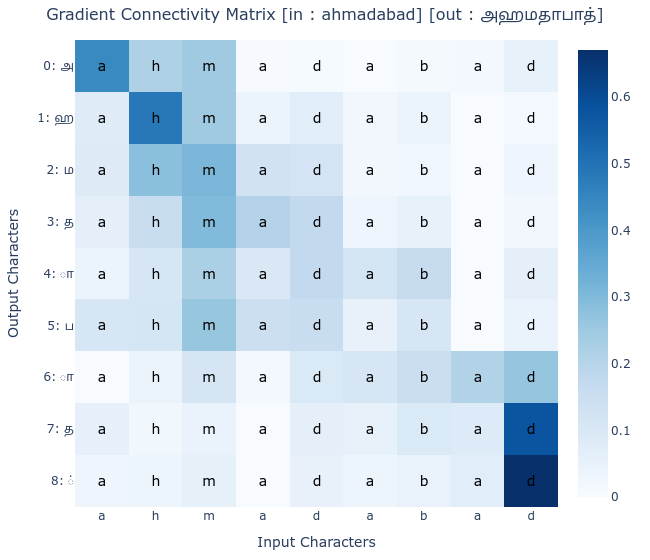 Gradient Connectivity Matrix [in : ahmadabad] [out : அஹமதாபாத்]
0: அ a h m a d a b a d
1: ஹ a h m a d a b a d
2: ம a h m a d a b a d
3: த a h m a d a b a d
4: ா a h m a d a b a d
5: ப a h m a d a b a d
6: ா a h m a d a b a d
7: த a h m a d a b a d
8: ் a h m a d a b a d
a h m a d a b a d
Input Characters
Output Characters
0.6
0.5
0.4
0.3
0.2
0.1
0